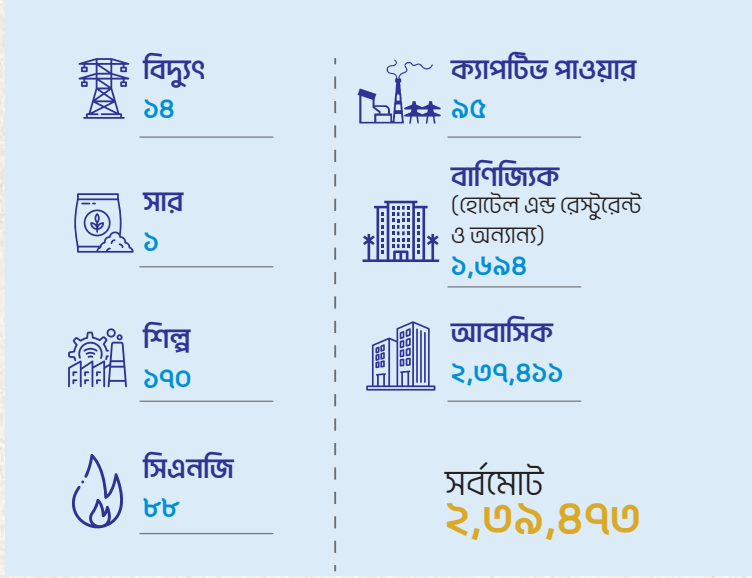 বিদ্যুৎ
১৪
সার
১
শিল্প
১৭০
সিএনজি
৮৮
ক্যাপটিভ পাওয়ার
৯৫
বাণিজ্যিক
(হোটেল এন্ড রেস্টুরেন্ট
ও অন্যান্য)
১,৬৯৪
আবাসিক
২,৩৭,৪১১
সর্বমোট
২,৩৯,৪৭৩